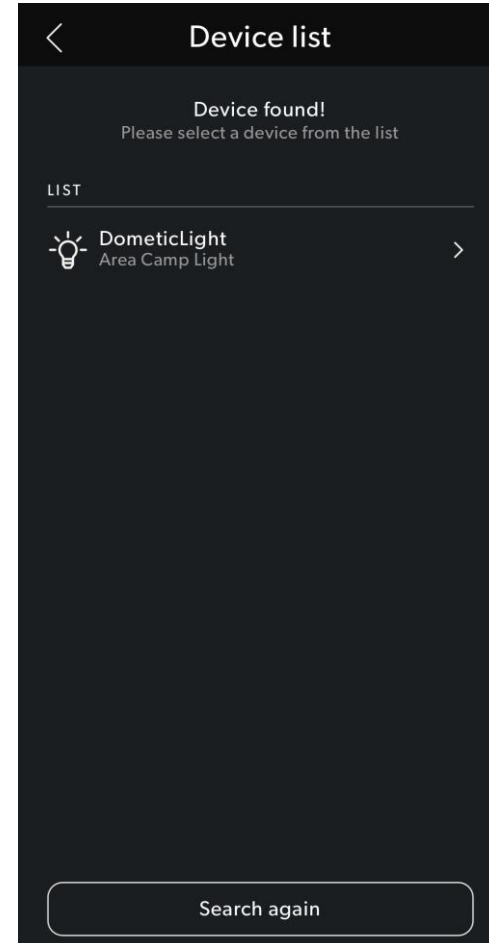 Device list
Device found!
Please select a device from the list
LIST
DometicLight
Area Camp Light
Search again